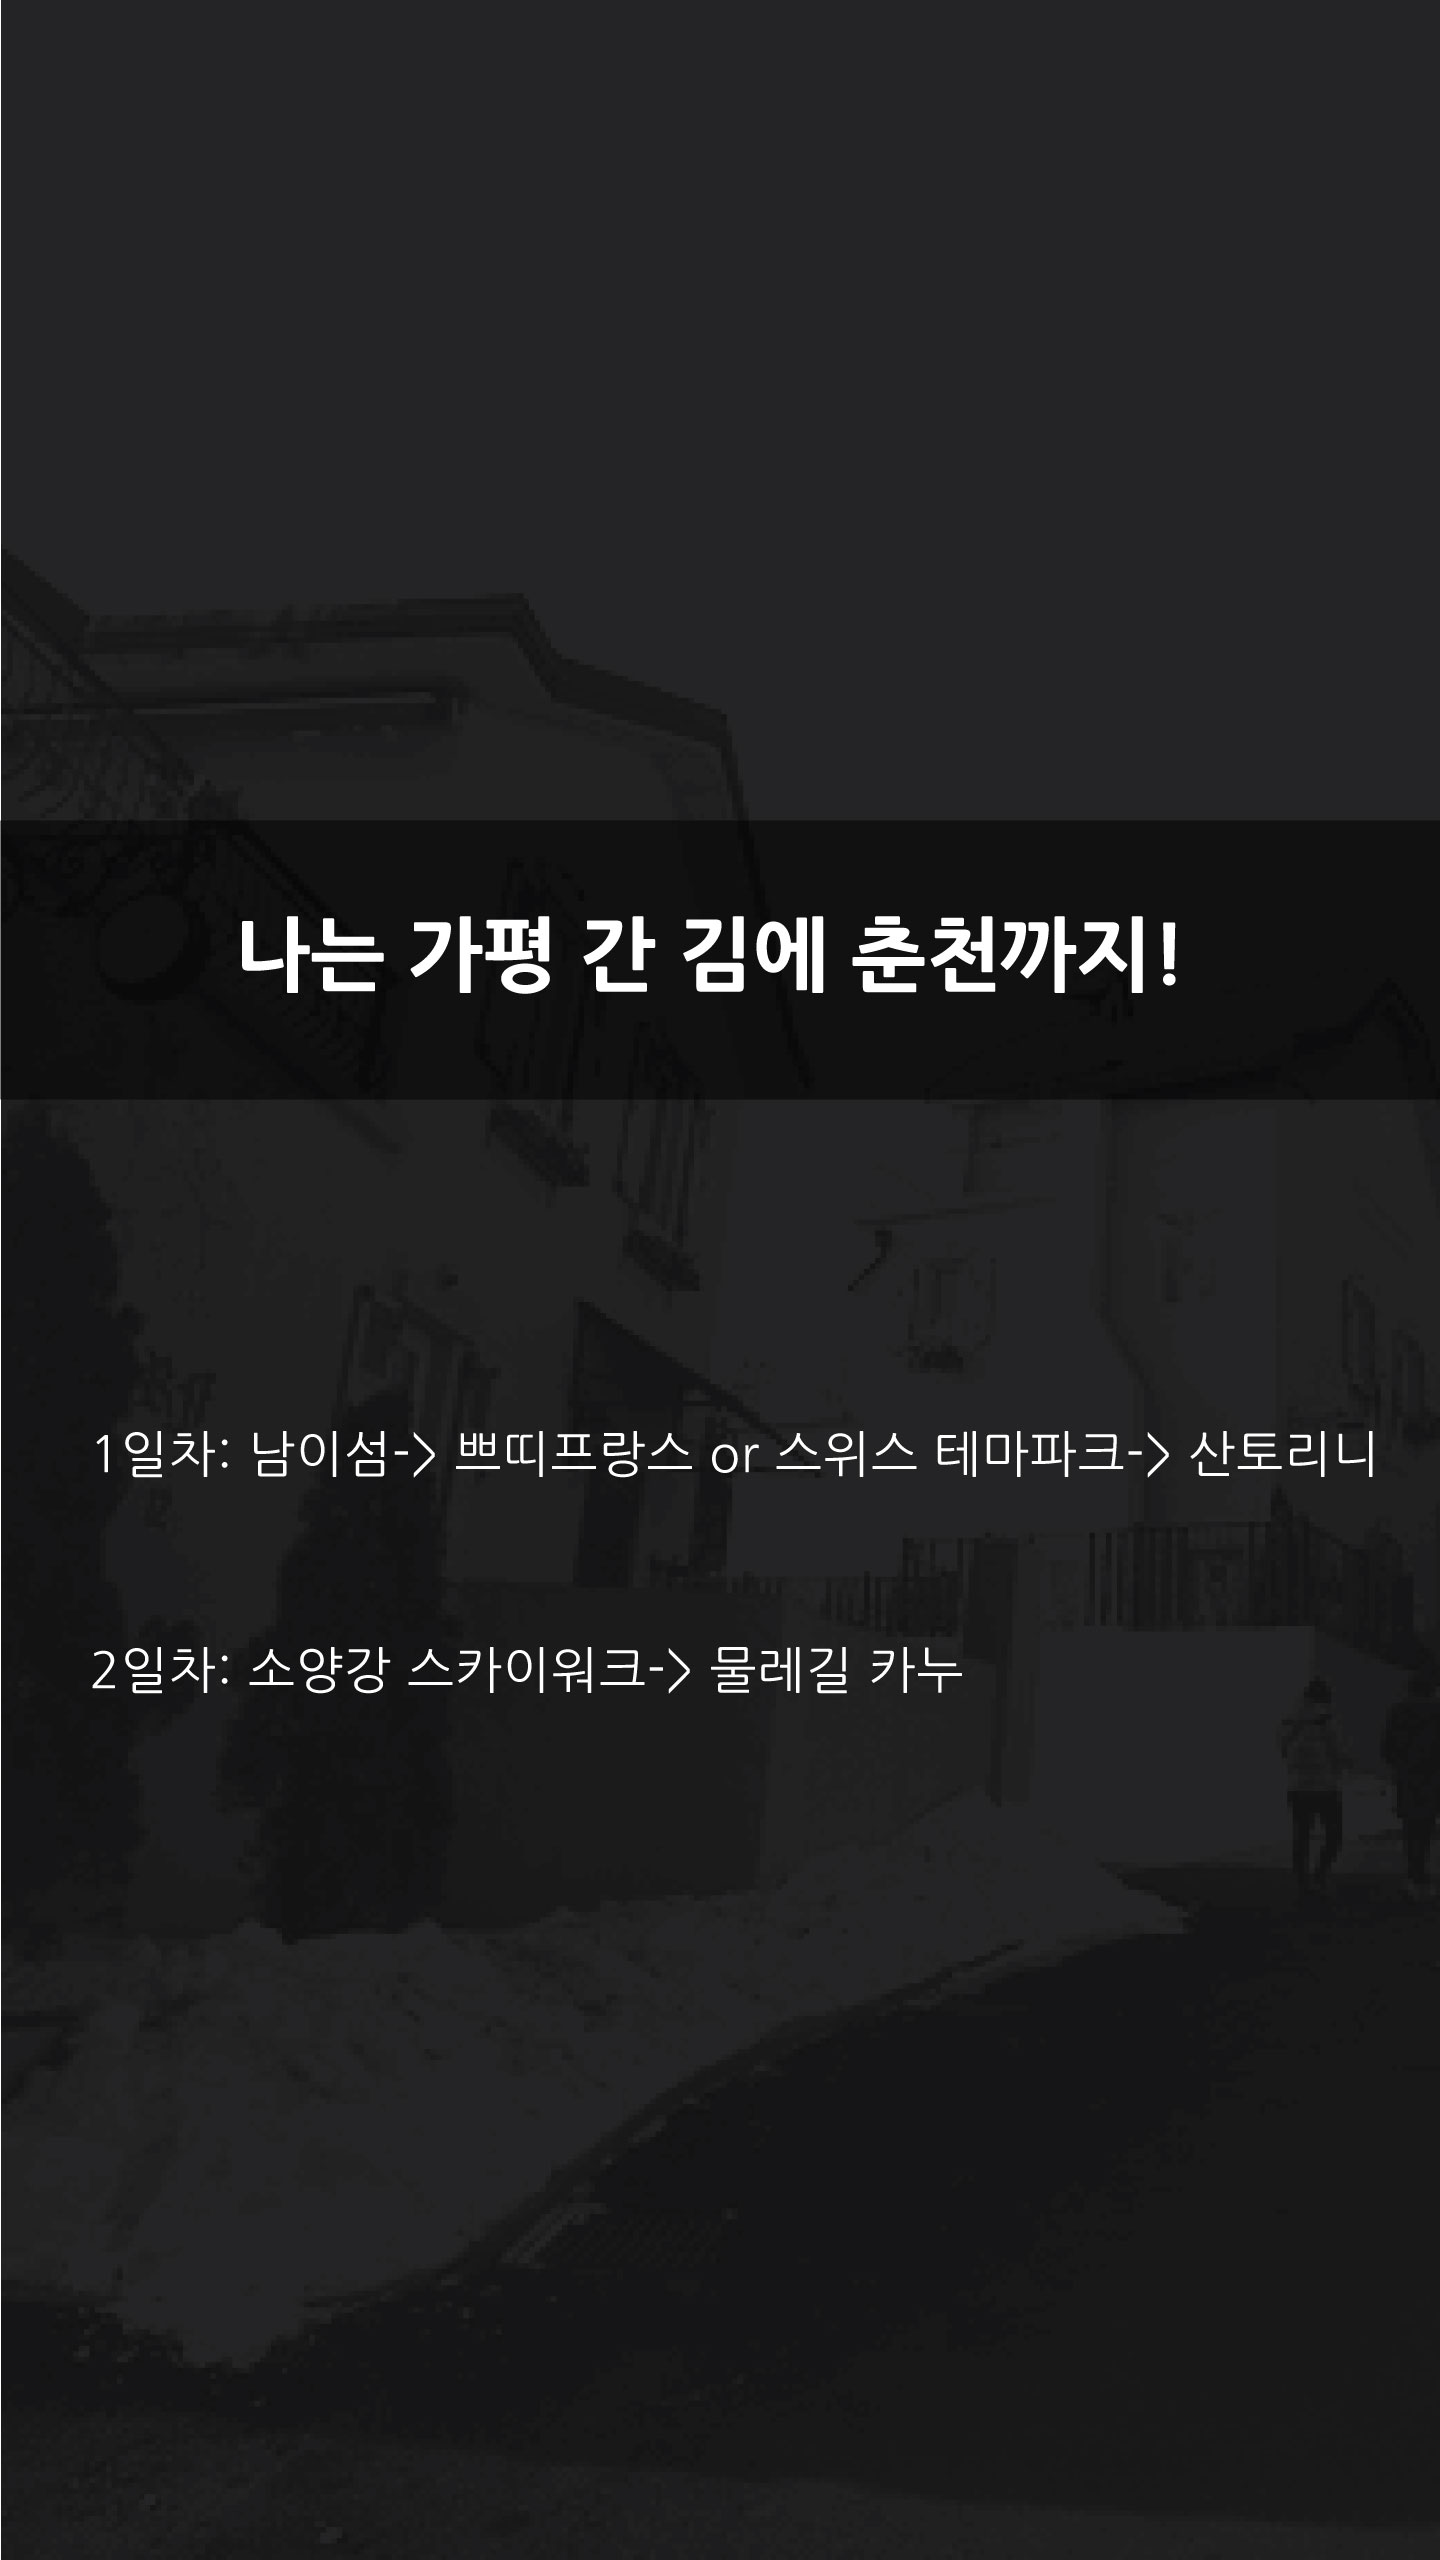 나는 가평 간 김에 춘천까지!
1일차: 남이섬-> 쁘띠프랑스 or 스위스 테마파크-> 산토리니
2일차: 소양강 스카이워크-> 물레길 카누